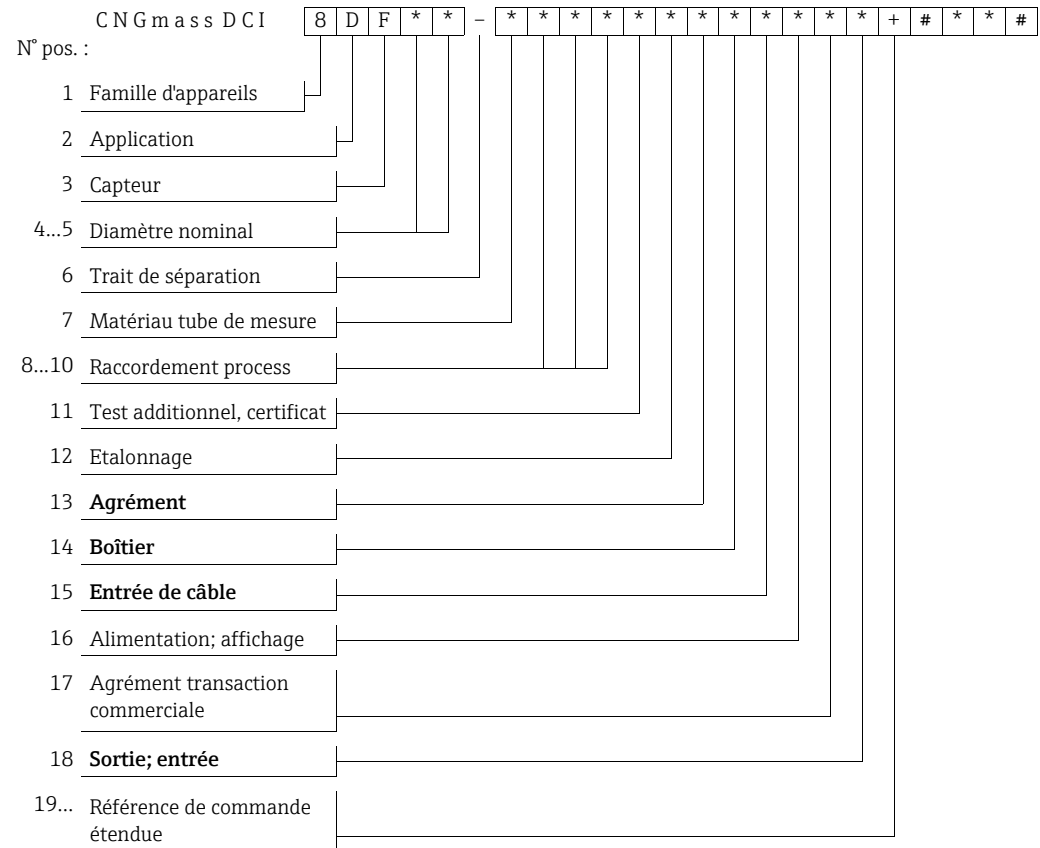 CNGmass DCI 8 D F * * – * * * * * * * * * * * * + # * * #
N° pos. :
1 Famille d'appareils
2 Application
3 Capteur
4...5 Diamètre nominal
6 Trait de séparation
7 Matériau tube de mesure
8...10 Raccordement process
11 Test additionnel, certificat
12 Etalonnage
13 Agrément
14 Boîtier
15 Entrée de câble
16 Alimentation; affichage
17 Agrément transaction
commerciale
18 Sortie; entrée
19... Référence de commande
étendue